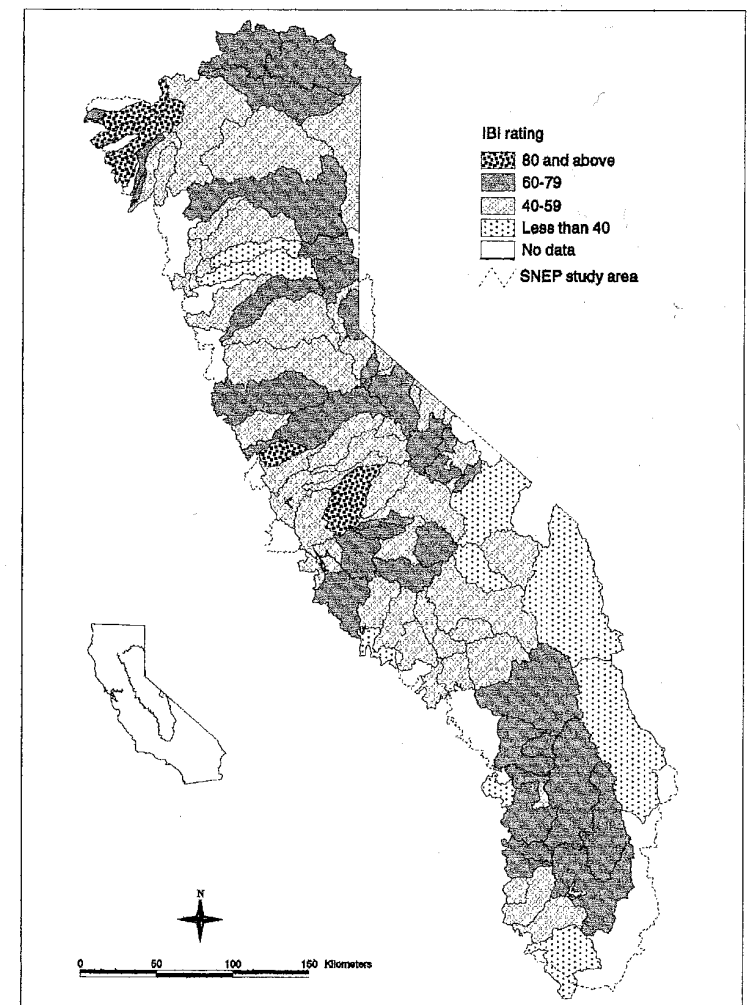 IBI rating
80 and above
60-79
40-59
Less than 40
No data
SNEP study area
N
0 50 100 150 Kilometers